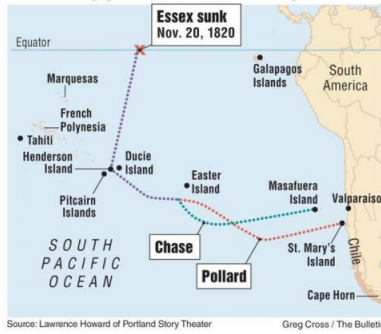 Essex sunk
Nov. 20, 1820
Equator
Galapagos
Islands
South
America
Marquesas
French
Polynesia
Tahiti
Henderson
Island
Ducie
Island
Pitcairn
Islands
Easter
Island
Masafuera
Island
Valparaiso
Chase
Pollard
St. Mary's
Island
Chile
SOUTH
PACIFIC
OCEAN
Cape Horn
Source: Lawrence Howard of Portland Story Theater
Greg Cross / The Bulleti